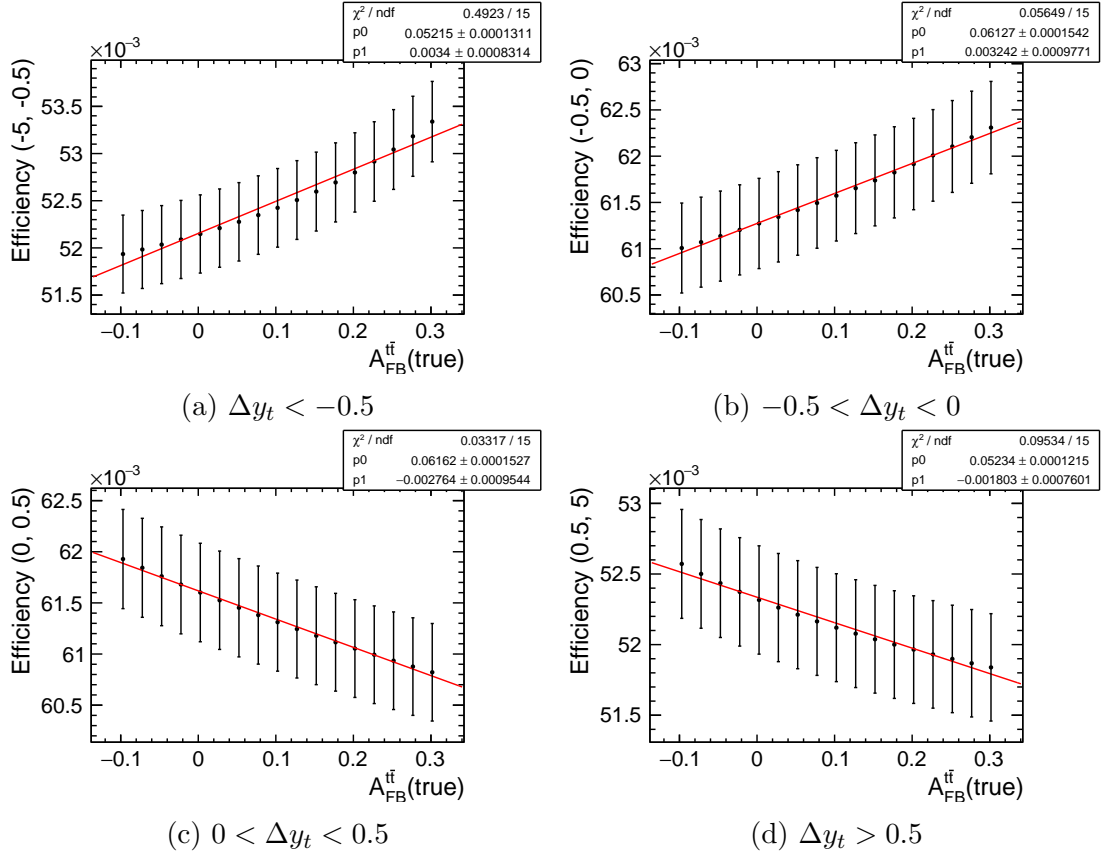 χ² / ndf 0.4923 / 15
p0 0.05215 ± 0.0001311
p1 0.0034 ± 0.0008314
×10⁻³
Efficiency (-5, -0.5)
53.5
53
52.5
52
51.5
−0.1 0 0.1 0.2 0.3
A_FB^{tt̄}(true)
(a) Δy_t < −0.5
χ² / ndf 0.05649 / 15
p0 0.06127 ± 0.0001542
p1 0.003242 ± 0.0009771
×10⁻³
Efficiency (-0.5, 0)
63
62.5
62
61.5
61
60.5
−0.1 0 0.1 0.2 0.3
A_FB^{tt̄}(true)
(b) −0.5 < Δy_t < 0
χ² / ndf 0.03317 / 15
p0 0.06162 ± 0.0001527
p1 −0.002764 ± 0.0009544
×10⁻³
Efficiency (0, 0.5)
62.5
62
61.5
61
60.5
−0.1 0 0.1 0.2 0.3
A_FB^{tt̄}(true)
(c) 0 < Δy_t < 0.5
χ² / ndf 0.09534 / 15
p0 0.05234 ± 0.0001215
p1 −0.001803 ± 0.0007601
×10⁻³
Efficiency (0.5, 5)
53
52.5
52
51.5
−0.1 0 0.1 0.2 0.3
A_FB^{tt̄}(true)
(d) Δy_t > 0.5